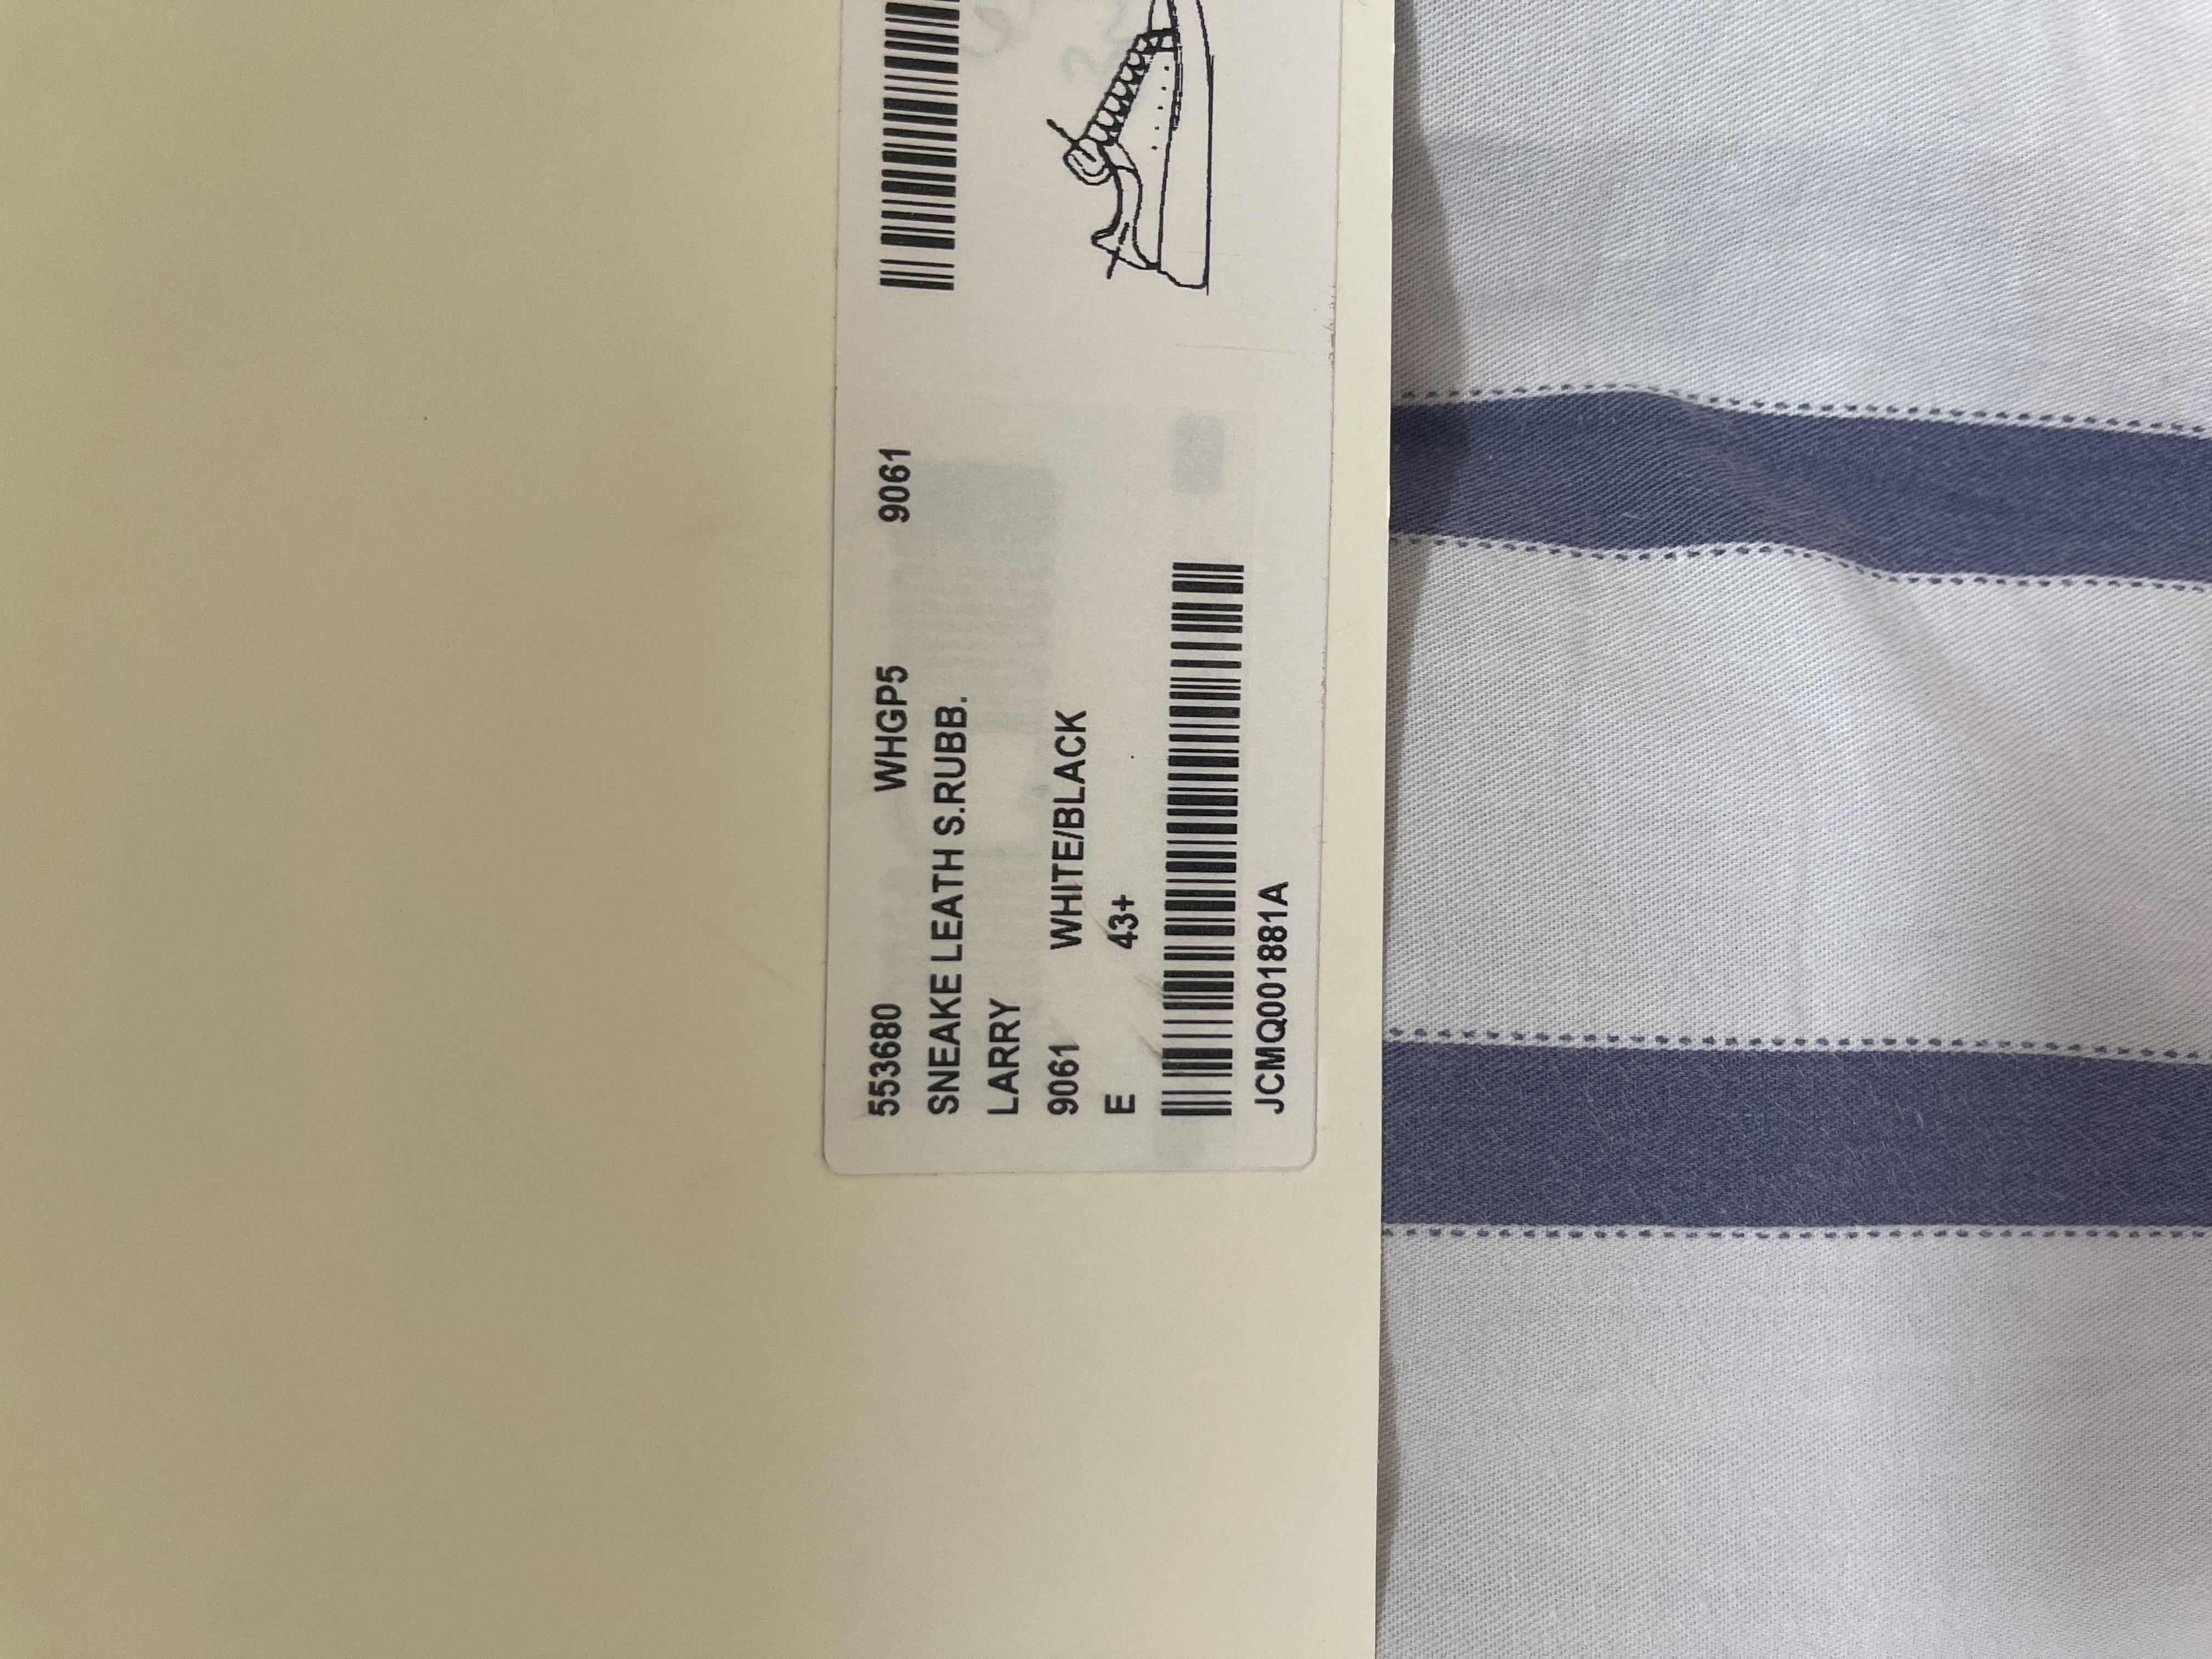 553680 WHGP5 9061
SNEAKE LEATH S.RUBB.
LARRY
9061 WHITE/BLACK
E 43+
JCMQ001881A